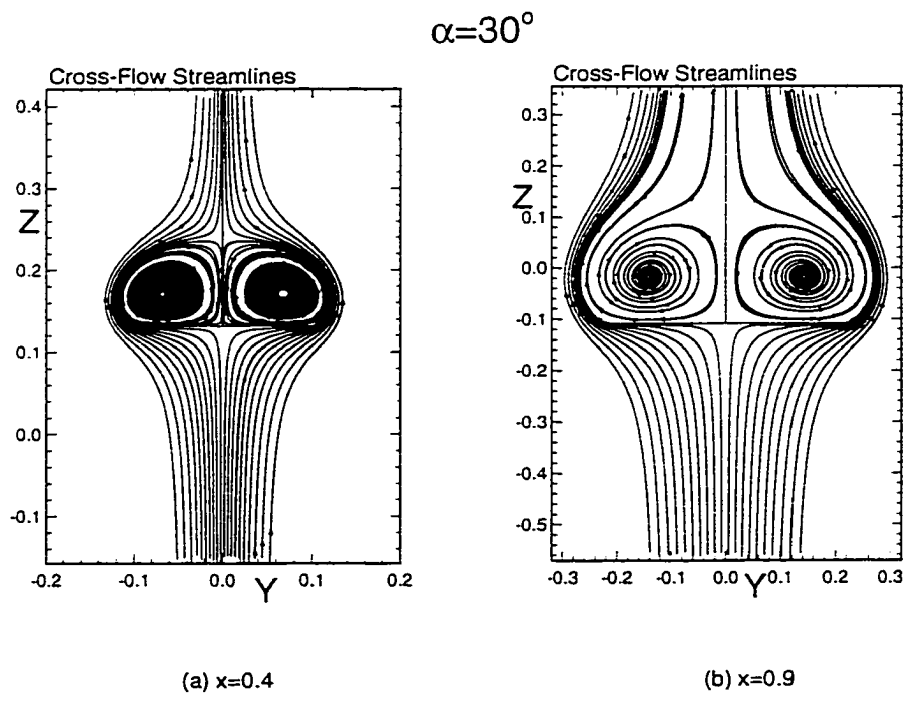 α=30°
Cross-Flow Streamlines
0.4
0.3
Z
0.2
0.1
0.0
-0.1
-0.2 -0.1 0.0 0.1 0.2
Y
(a) x=0.4
Cross-Flow Streamlines
0.3
0.2
Z
0.1
0.0
-0.1
-0.2
-0.3
-0.4
-0.5
-0.3 -0.2 -0.1 0.0 0.1 0.2 0.3
Y
(b) x=0.9